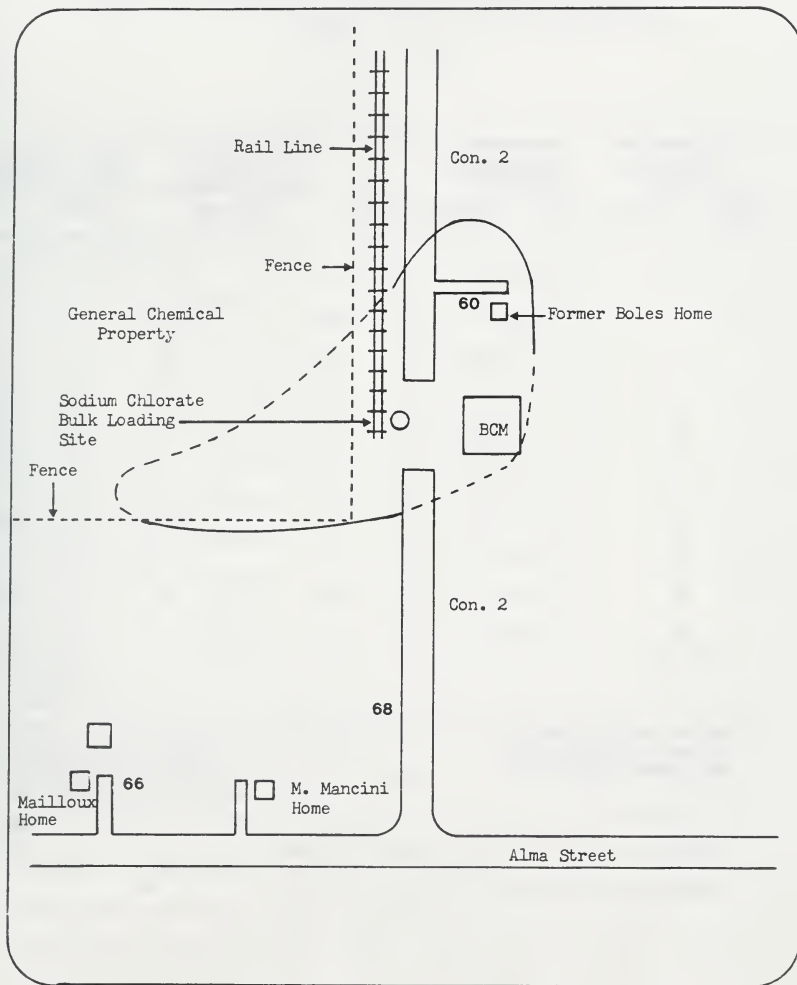 Rail Line
Con. 2
Fence
60
General Chemical
Property
Former Boles Home
Sodium Chlorate
Bulk Loading
Site
BCM
Fence
Con. 2
68
66
Mailloux
Home
M. Mancini
Home
Alma Street